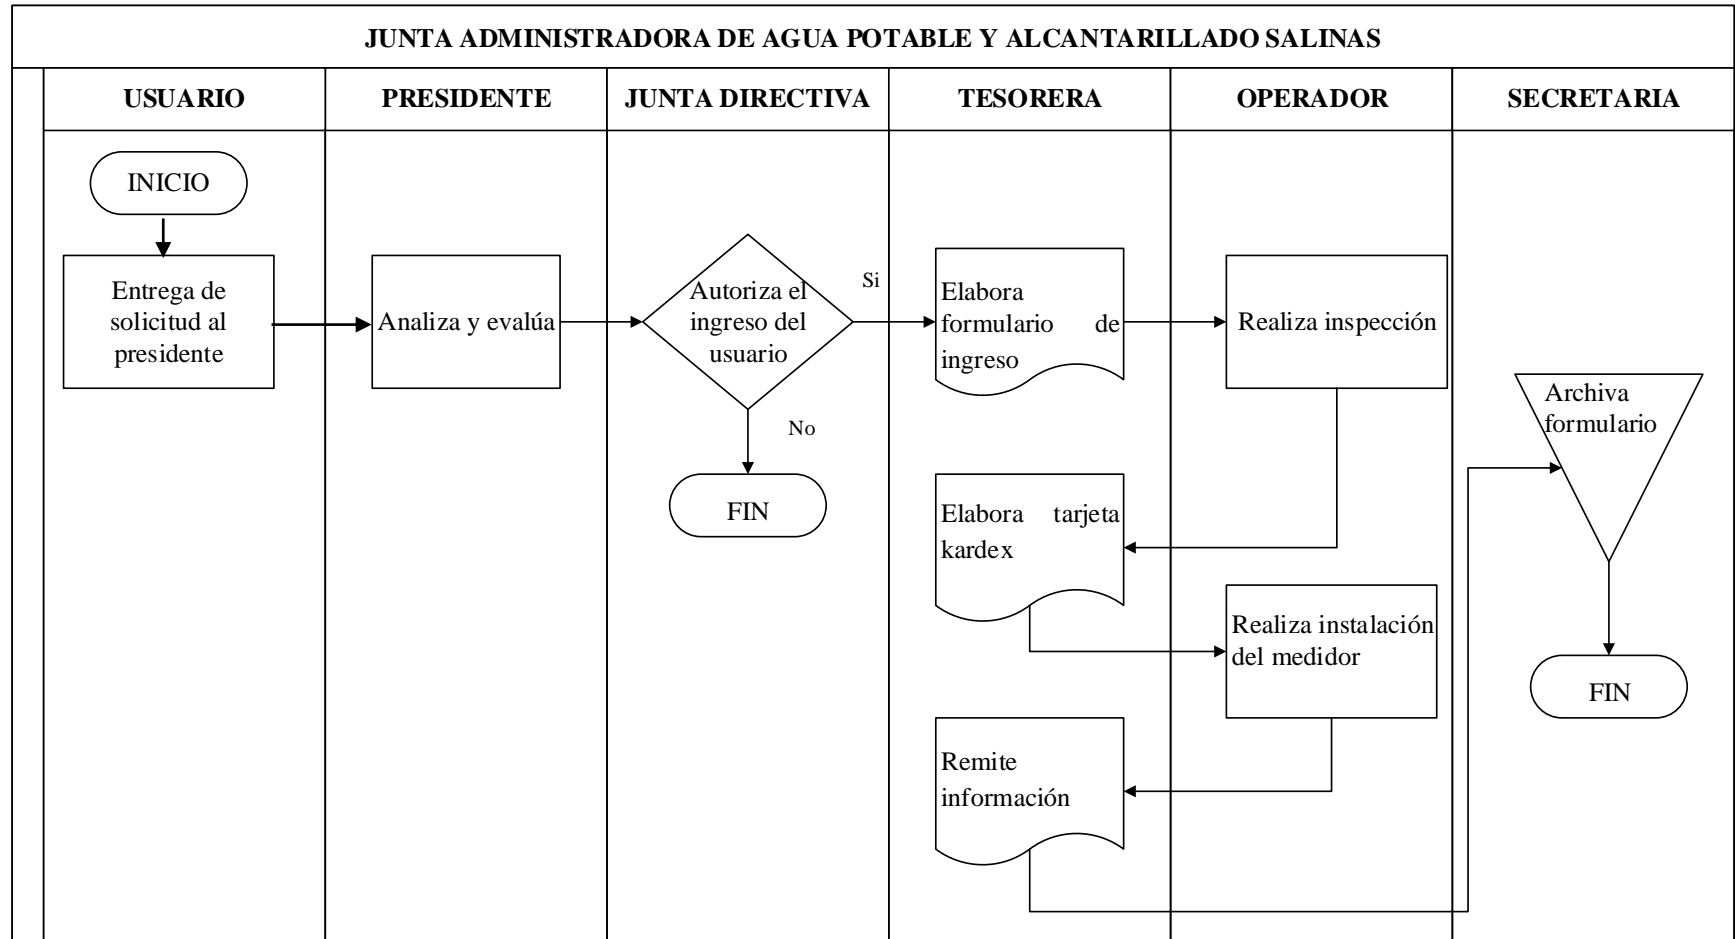 JUNTA ADMINISTRADORA DE AGUA POTABLE Y ALCANTARILLADO SALINAS
USUARIO
PRESIDENTE
JUNTA DIRECTIVA
TESORERA
OPERADOR
SECRETARIA
INICIO
Entrega de
solicitud al
presidente
Analiza y evalúa
Autoriza el
ingreso del
usuario
Si
No
FIN
Elabora
formulario de
ingreso
Realiza inspección
Elabora tarjeta
kardex
Realiza instalación
del medidor
Remite
información
Archiva
formulario
FIN